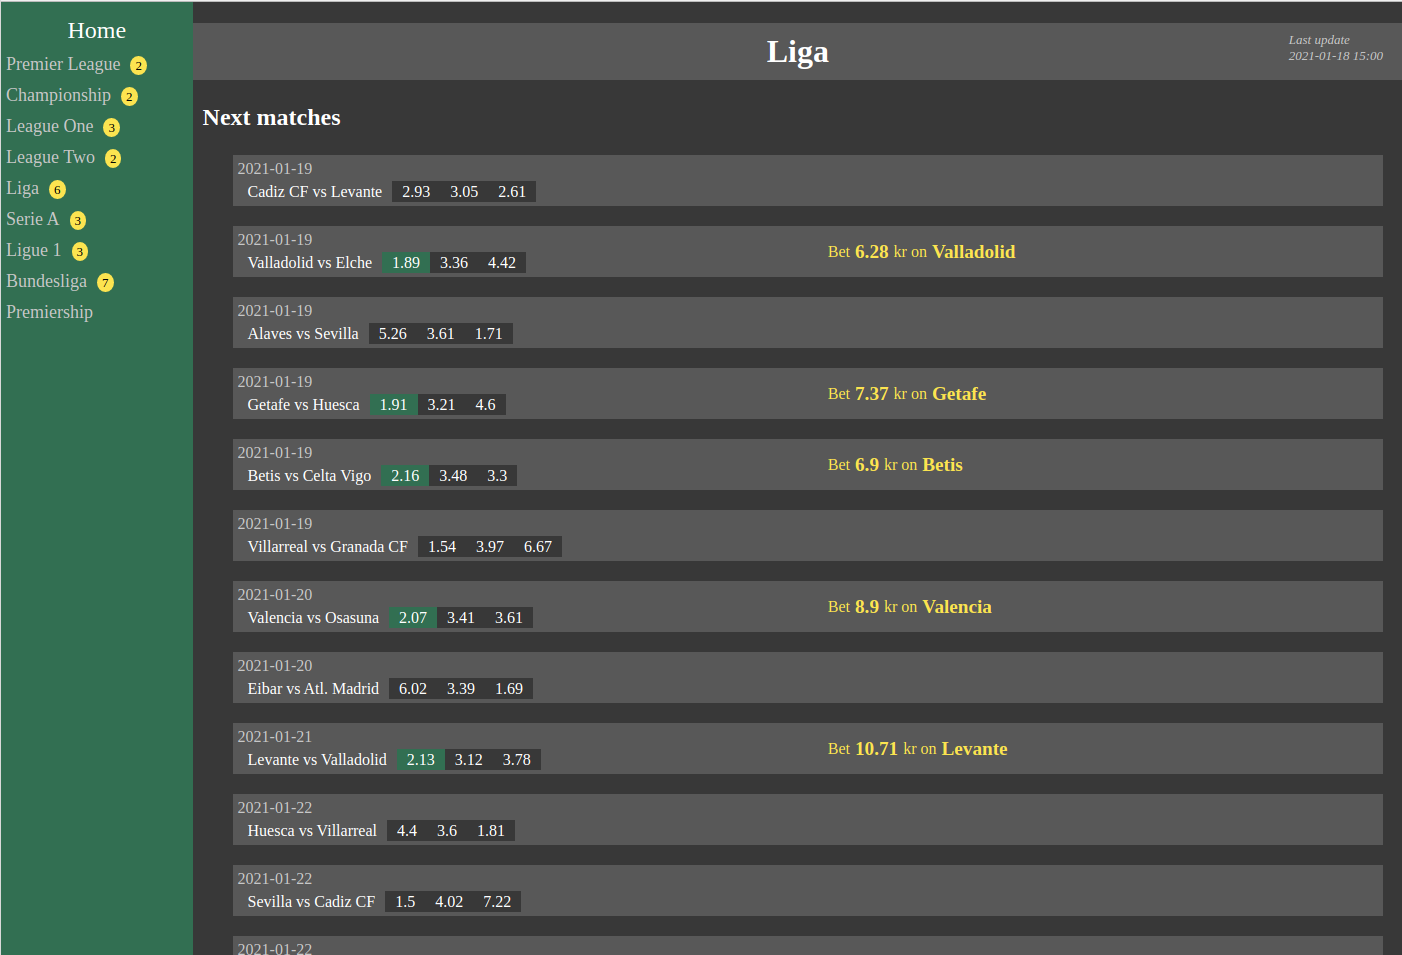 Home
Premier League 2
Championship 2
League One 3
League Two 2
Liga 6
Serie A 3
Ligue 1 3
Bundesliga 7
Premiership
Liga
Last update
2021-01-18 15:00
Next matches
2021-01-19
Cadiz CF vs Levante 2.93 3.05 2.61
2021-01-19
Valladolid vs Elche 1.89 3.36 4.42
Bet 6.28 kr on Valladolid
2021-01-19
Alaves vs Sevilla 5.26 3.61 1.71
2021-01-19
Getafe vs Huesca 1.91 3.21 4.6
Bet 7.37 kr on Getafe
2021-01-19
Betis vs Celta Vigo 2.16 3.48 3.3
Bet 6.9 kr on Betis
2021-01-19
Villarreal vs Granada CF 1.54 3.97 6.67
2021-01-20
Valencia vs Osasuna 2.07 3.41 3.61
Bet 8.9 kr on Valencia
2021-01-20
Eibar vs Atl. Madrid 6.02 3.39 1.69
2021-01-21
Levante vs Valladolid 2.13 3.12 3.78
Bet 10.71 kr on Levante
2021-01-22
Huesca vs Villarreal 4.4 3.6 1.81
2021-01-22
Sevilla vs Cadiz CF 1.5 4.02 7.22
2021-01-22